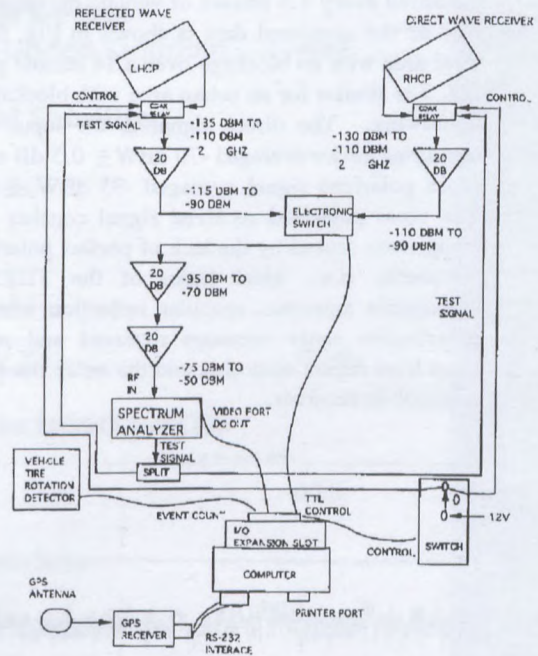 REFLECTED WAVE
RECEIVER
DIRECT WAVE RECEIVER
LHCP
RHCP
CONTROL
COAX
RELAY
TEST SIGNAL
COAX
RELAY
CONTROL
-135 DBM TO
-110 DBM
2 GHZ
-130 DBM TO
-110 DBM
2 GHZ
20
DB
20
DB
-115 DBM TO
-90 DBM
ELECTRONIC
SWITCH
-110 DBM TO
-90 DBM
20
DB
-95 DBM TO
-70 DBM
TEST
SIGNAL
20
DB
-75 DBM TO
-50 DBM
RF
IN
SPECTRUM
ANALYZER
VIDEO PORT
DC OUT
TEST
SIGNAL
SPLIT
VEHICLE
TIRE
ROTATION
DETECTOR
EVENT COUNT
TTL
CONTROL
I/O
EXPANSION SLOT
0
0
0
12V
SWITCH
CONTROL
COMPUTER
PRINTER PORT
GPS
ANTENNA
GPS
RECEIVER
RS-232
INTERACE